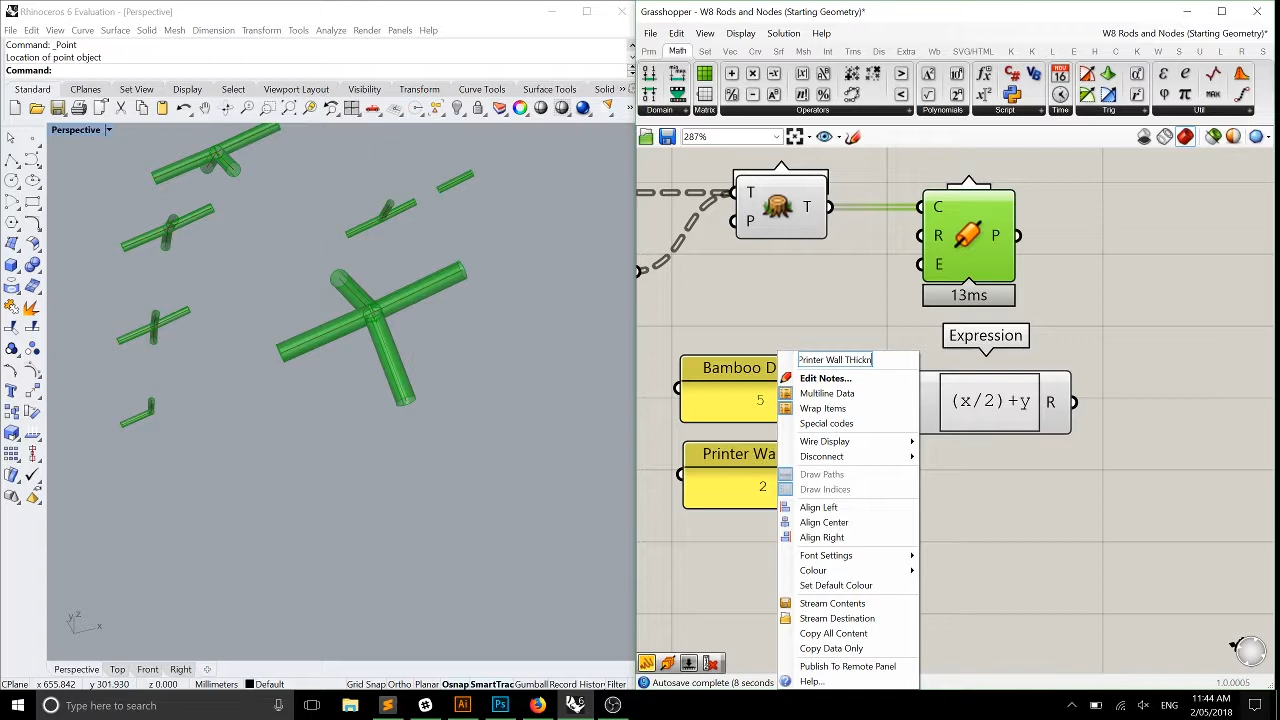 Rhinoceros 6 Evaluation - [Perspective]
File Edit View Curve Surface Solid Mesh Dimension Transform Tools Analyze Render Panels Help
Command: _Point
Location of point object
Command:
Standard CPlanes Set View Display Select Viewport Layout Visibility Transform Curve Tools Surface Tools Solid
Perspective
y z
x
Perspective Top Front Right
CPlane x 655.842 y 301.930 z 0.000 Millimeters Default Grid Snap Ortho Planar Osnap SmartTrac Gumball Record History Filter
Grasshopper - W8 Rods and Nodes (Starting Geometry)*
File Edit View Display Solution Help
W8 Rods and Nodes (Starting Geometry)*
Prm Math Set Vec Crv Srf Msh Int Trns Dis Extra Wb SVG/HTML K K L E H M K L S U L R S
Domain Matrix Operators Polynomials Script Time Trig Util
287%
T
P
T
C
R
E
P
13ms
Expression
(x/2)+y
R
Bamboo D
5
Printer Wa
2
Printer Wall THickn
Edit Notes...
Multiline Data
Wrap Items
Special codes
Wire Display
Disconnect
Draw Paths
Draw Indices
Align Left
Align Center
Align Right
Font Settings
Colour
Set Default Colour
Stream Contents
Stream Destination
Copy All Content
Copy Data Only
Publish To Remote Panel
Help...
Autosave complete (8 seconds
1.0.0005
Type here to search
ENG
11:44 AM
2/05/2018